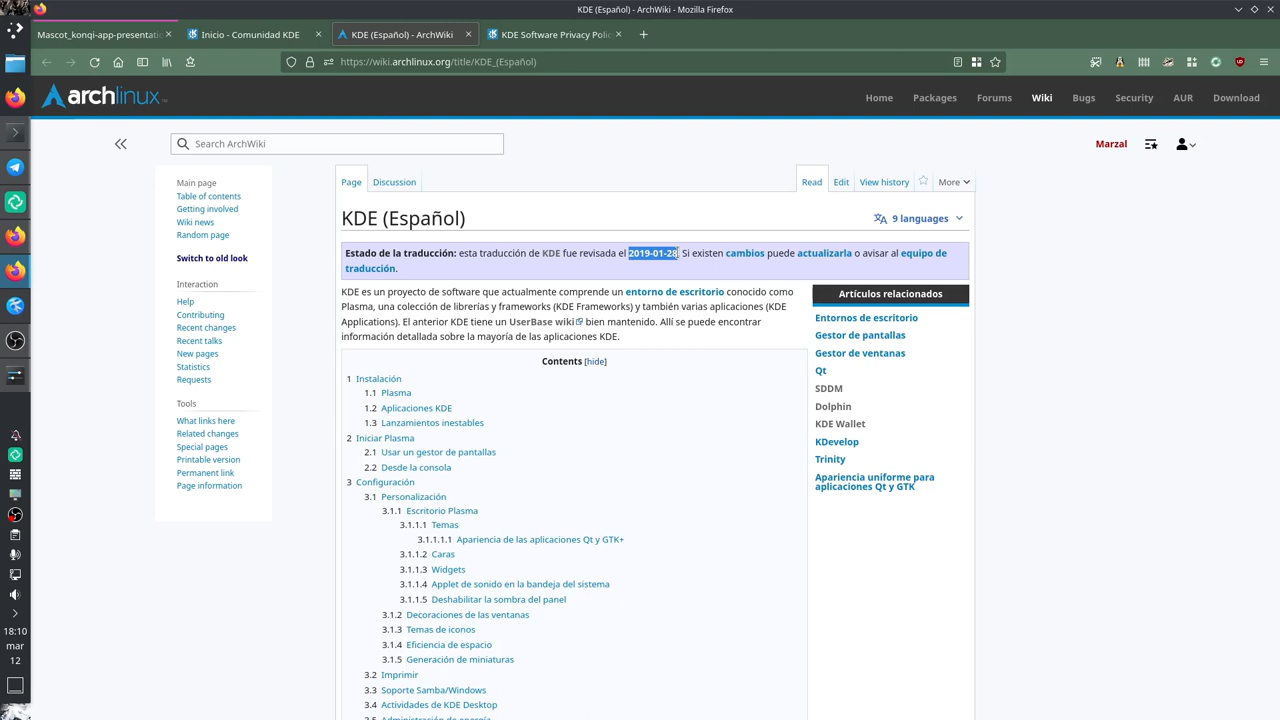 KDE (Español) - ArchWiki - Mozilla Firefox
Mascot_konqi-app-presentati
Inicio - Comunidad KDE
KDE (Español) - ArchWiki
KDE Software Privacy Polic
https://wiki.archlinux.org/title/KDE_(Español)
archlinux
Home
Packages
Forums
Wiki
Bugs
Security
AUR
Download
Search ArchWiki
Marzal
Main page
Table of contents
Getting involved
Wiki news
Random page
Switch to old look
Interaction
Help
Contributing
Recent changes
Recent talks
New pages
Statistics
Requests
Tools
What links here
Related changes
Special pages
Printable version
Permanent link
Page information
Page
Discussion
Read
Edit
View history
More
KDE (Español)
9 languages
Estado de la traducción: esta traducción de KDE fue revisada el 2019-01-28. Si existen cambios puede actualizarla o avisar al equipo de
traducción.
KDE es un proyecto de software que actualmente comprende un entorno de escritorio conocido como
Plasma, una colección de librerías y frameworks (KDE Frameworks) y también varias aplicaciones (KDE
Applications). El anterior KDE tiene un UserBase wiki bien mantenido. Allí se puede encontrar
información detallada sobre la mayoría de las aplicaciones KDE.
Artículos relacionados
Entornos de escritorio
Gestor de pantallas
Gestor de ventanas
Qt
SDDM
Dolphin
KDE Wallet
KDevelop
Trinity
Apariencia uniforme para
aplicaciones Qt y GTK
Contents [hide]
1 Instalación
1.1 Plasma
1.2 Aplicaciones KDE
1.3 Lanzamientos inestables
2 Iniciar Plasma
2.1 Usar un gestor de pantallas
2.2 Desde la consola
3 Configuración
3.1 Personalización
3.1.1 Escritorio Plasma
3.1.1.1 Temas
3.1.1.1.1 Apariencia de las aplicaciones Qt y GTK+
3.1.1.2 Caras
3.1.1.3 Widgets
3.1.1.4 Applet de sonido en la bandeja del sistema
3.1.1.5 Deshabilitar la sombra del panel
3.1.2 Decoraciones de las ventanas
3.1.3 Temas de iconos
3.1.4 Eficiencia de espacio
3.1.5 Generación de miniaturas
3.2 Imprimir
3.3 Soporte Samba/Windows
3.4 Actividades de KDE Desktop
3.5 Administración de energía
18:10
mar
12